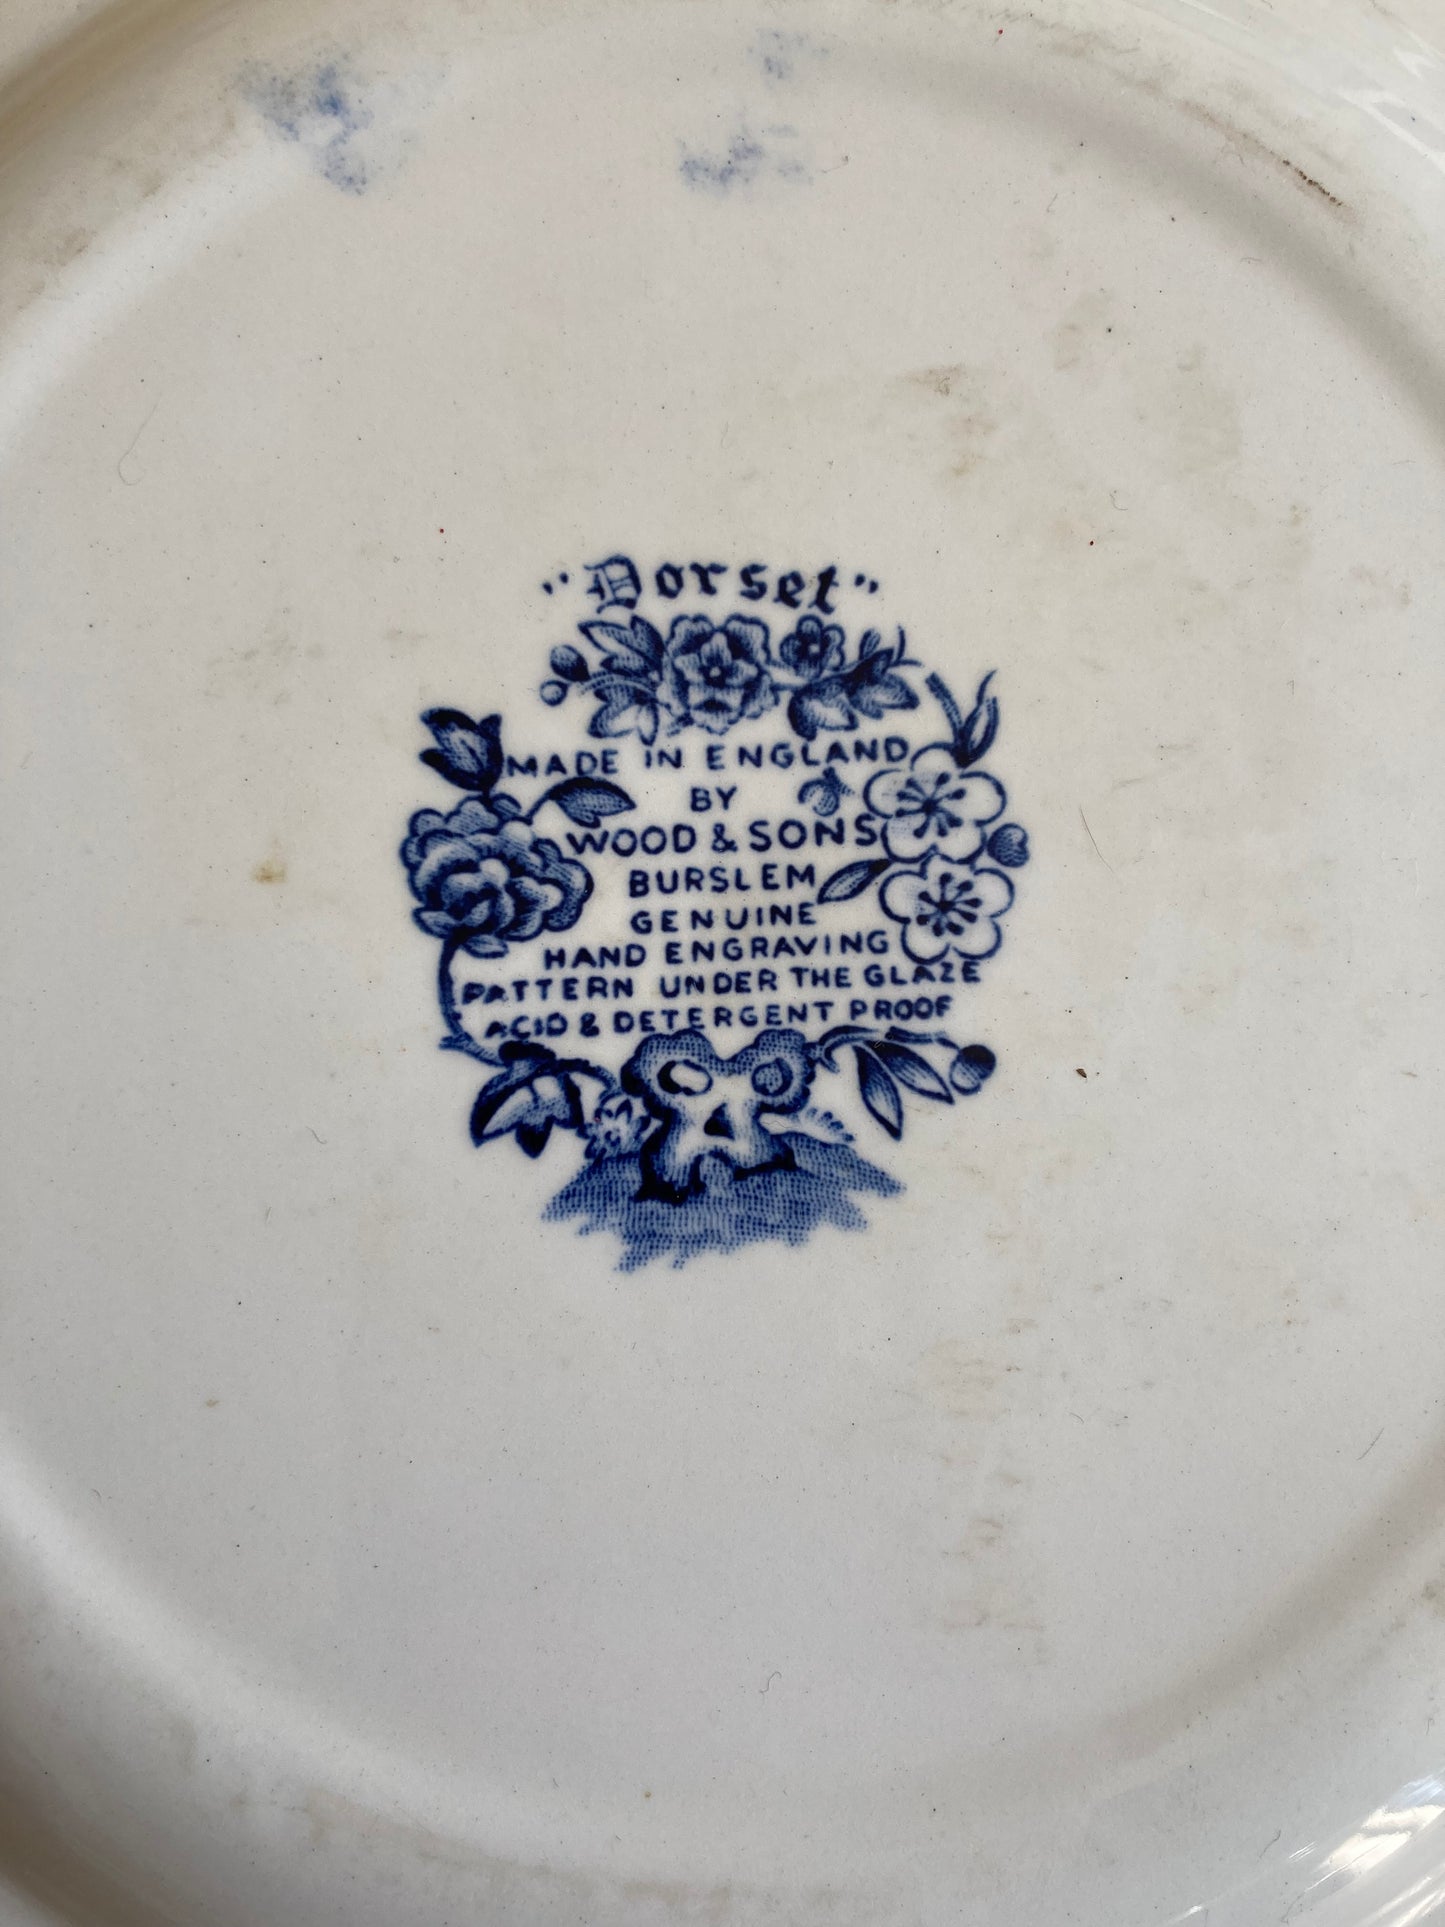 "Dorset"
MADE IN ENGLAND
BY
WOOD & SONS
BURSLEM
GENUINE
HAND ENGRAVING
PATTERN UNDER THE GLAZE
ACID & DETERGENT PROOF